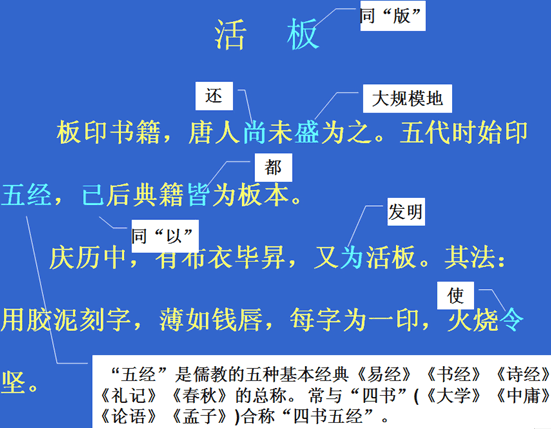 活 板
同“版”
还
大规模地
板印书籍，唐人尚未盛为之。五代时始印
都
五经，已后典籍皆为板本。
同“以”
发明
庆历中，有布衣毕昇，又为活板。其法：
使
用胶泥刻字，薄如钱唇，每字为一印，火烧令
坚。
“五经”是儒教的五种基本经典《易经》《书经》《诗经》
《礼记》《春秋》的总称。常与“四书”(《大学》《中庸》
《论语》《孟子》)合称“四书五经”。